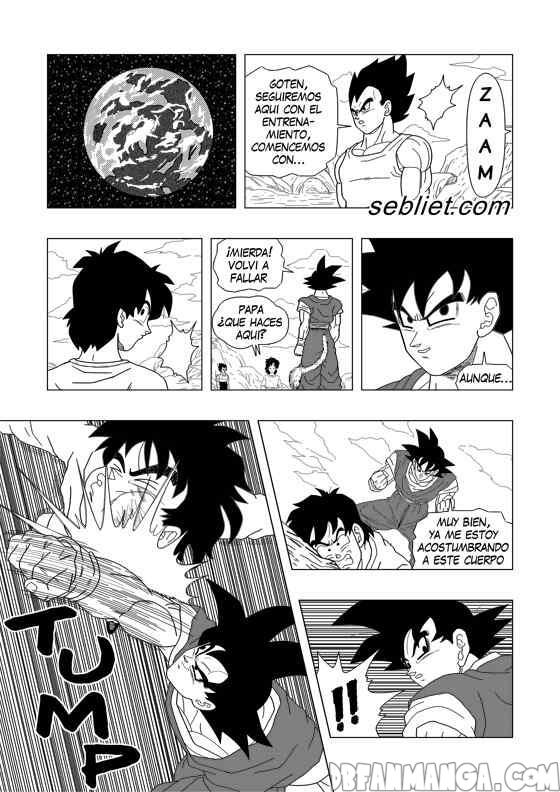 GOTEN,
SEGUIREMOS
AQUI CON EL
ENTRENA-
MIENTO,
COMENCEMOS
CON...
ZAAM
sebliet.com
¡MIERDA!
VOLVI A
FALLAR
PAPA
¿QUE HACES
AQUI?
AUNQUE...
MUY BIEN,
YA ME ESTOY
ACOSTUMBRANDO
A ESTE CUERPO
TUMP
!!
DBFANMANGA.COM